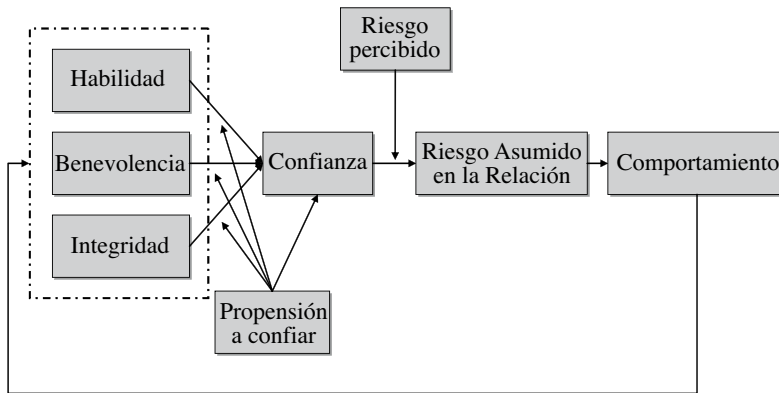 Riesgo
percibido
Habilidad
Benevolencia
Confianza
Riesgo Asumido
en la Relación
Comportamiento
Integridad
Propensión
a confiar